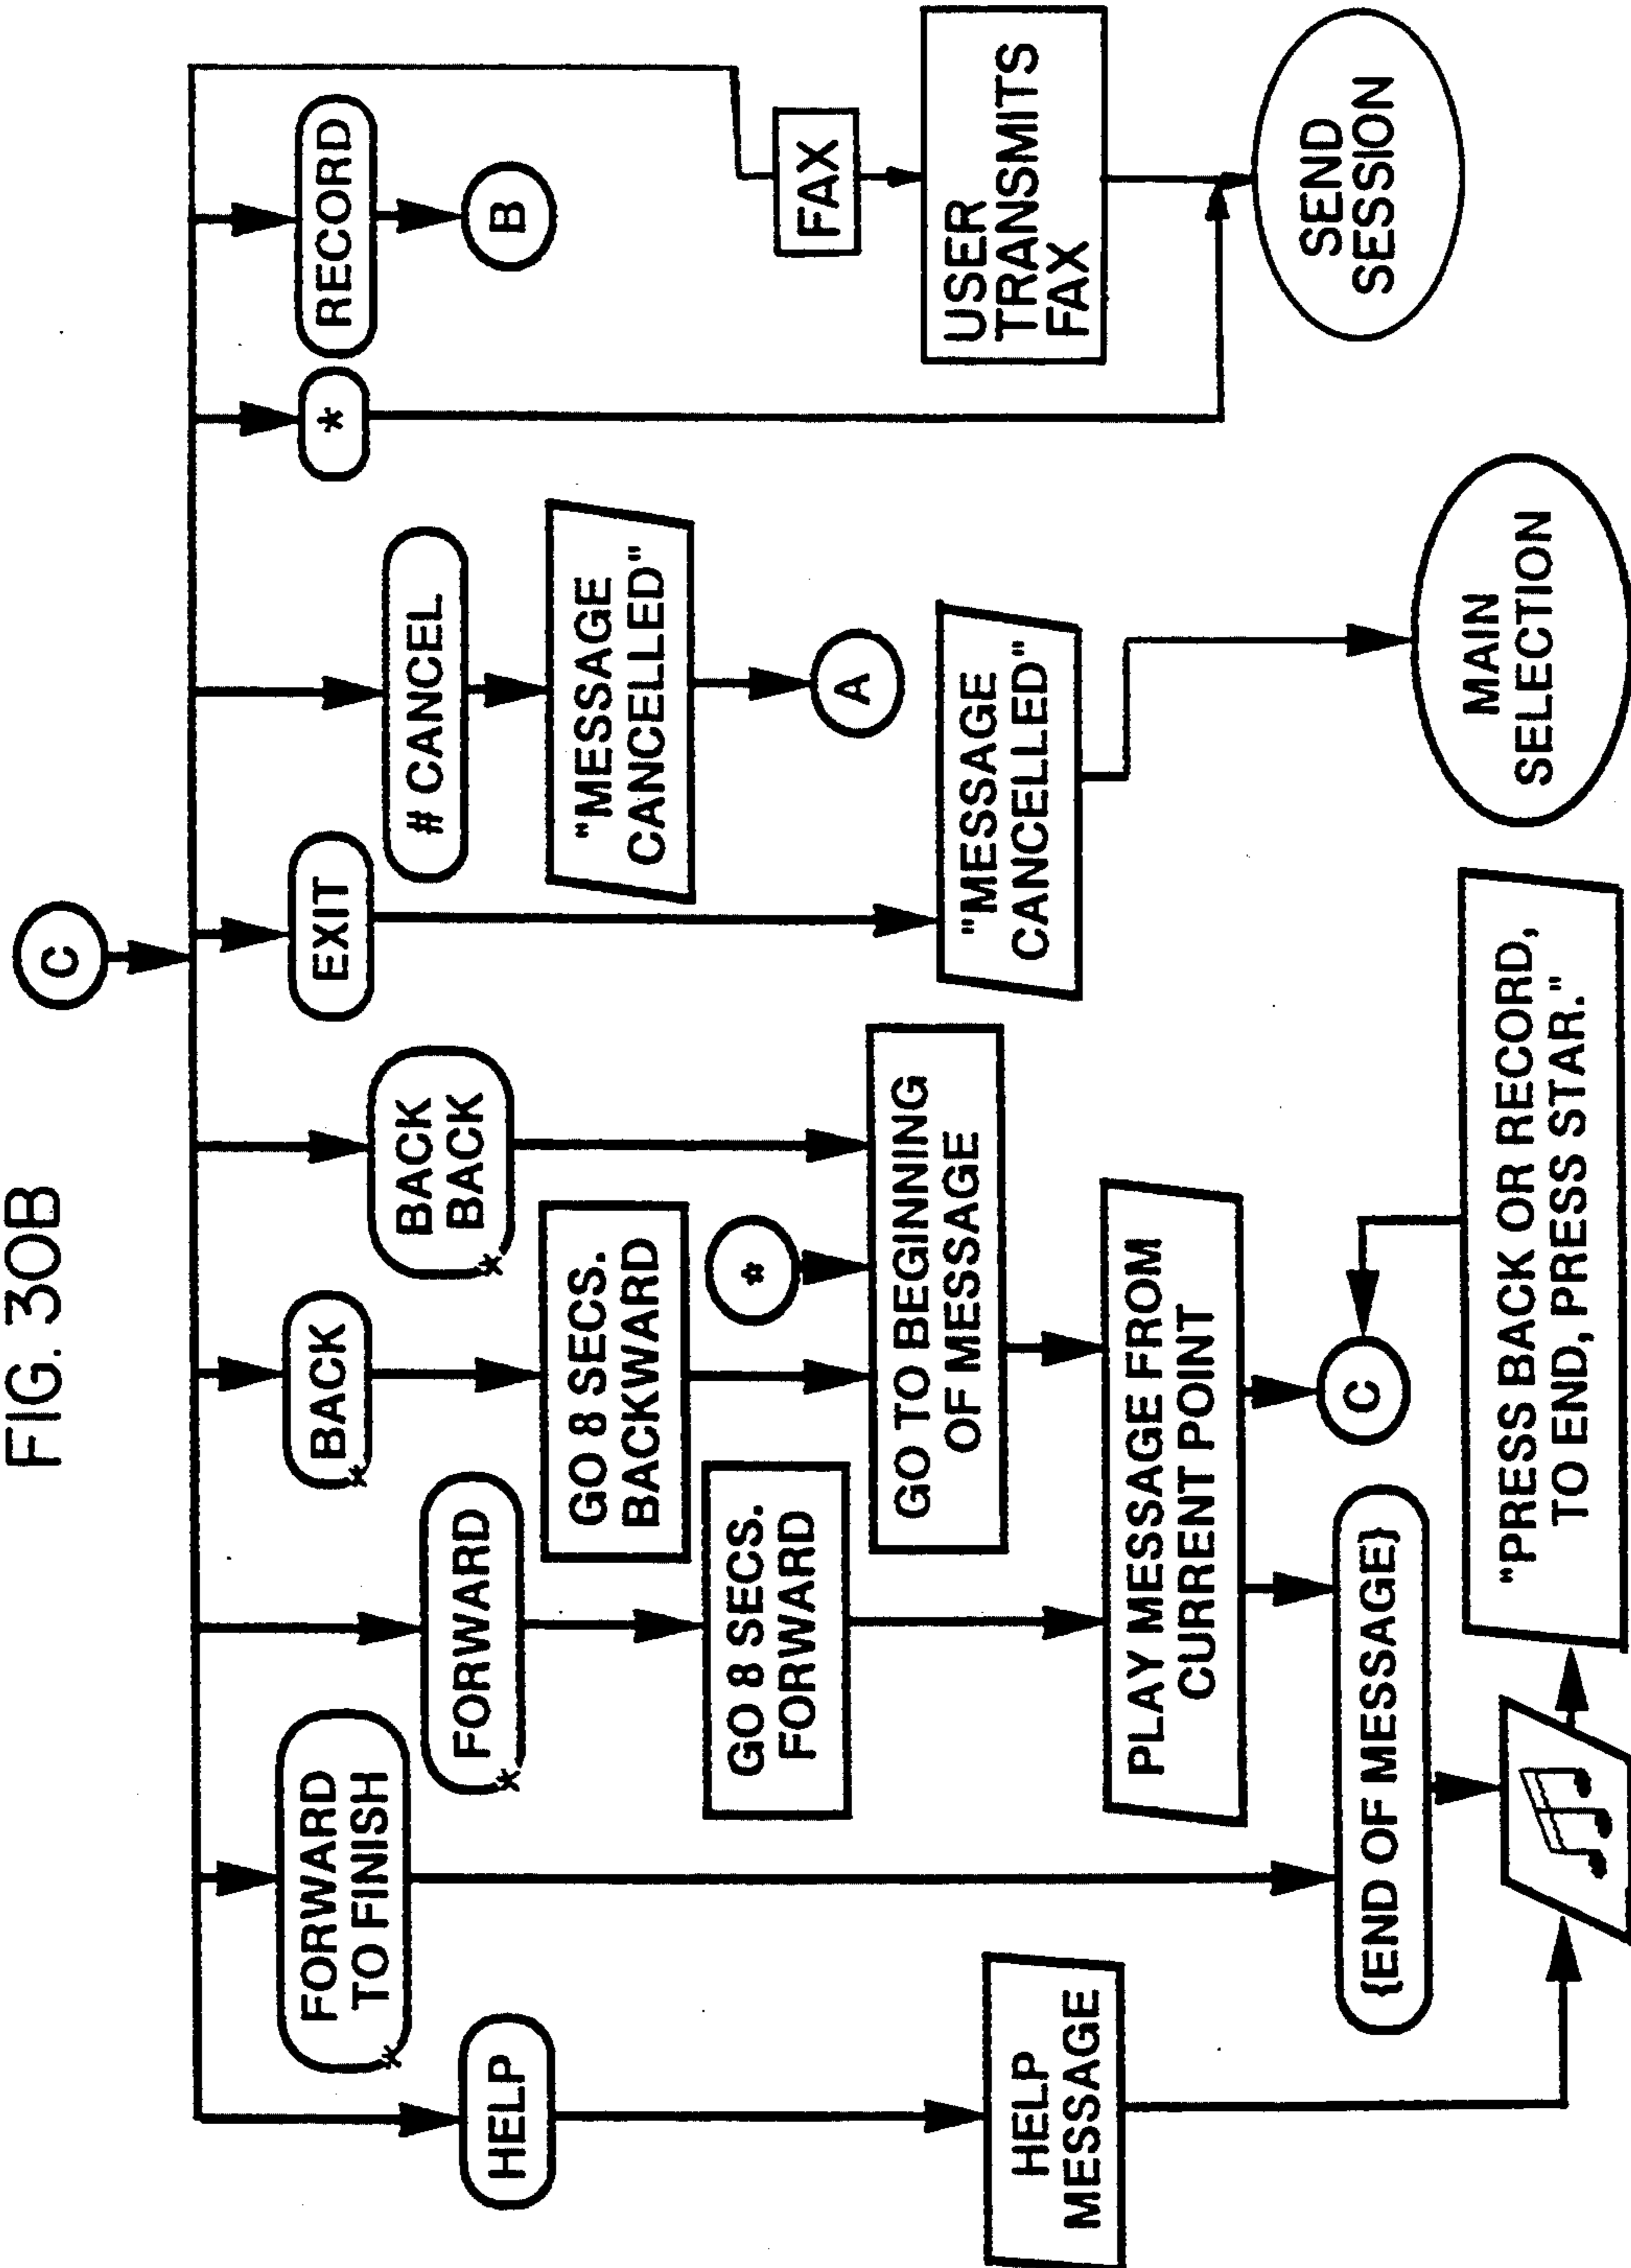 FIG. 30B
C
HELP
FORWARD
TO FINISH
*
FORWARD
*
BACK
*
BACK
BACK
*
EXIT
# CANCEL
*
RECORD
HELP
MESSAGE
GO 8 SECS.
FORWARD
GO 8 SECS.
BACKWARD
*
GO TO BEGINNING
OF MESSAGE
"MESSAGE
CANCELLED"
A
"MESSAGE
CANCELLED"
B
FAX
USER
TRANSMITS
FAX
PLAY MESSAGE FROM
CURRENT POINT
{END OF MESSAGE}
C
"PRESS BACK OR RECORD,
TO END, PRESS STAR."
MAIN
SELECTION
SEND
SESSION